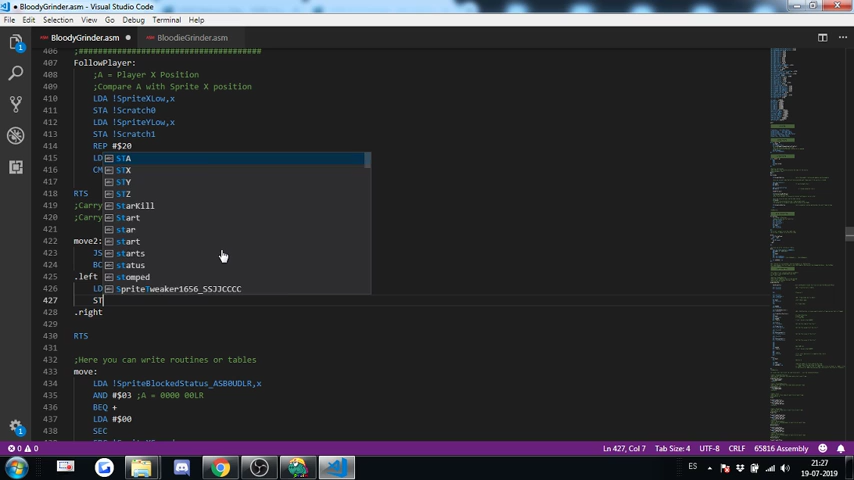 ● BloodyGrinder.asm - Visual Studio Code
File Edit Selection View Go Debug Terminal Help
BloodyGrinder.asm ● BloodieGrinder.asm
406 ;########################################
407 FollowPlayer:
408 ;A = Player X Position
409 ;Compare A with Sprite X position
410 LDA !SpriteXLow,x
411 STA !Scratch0
412 LDA !SpriteYLow,x
413 STA !Scratch1
414 REP #$20
415 LD
416 CM
417
418 RTS
419 ;Carry
420 ;Carry
421
422 move2:
423 JS
424 BC
425 .left
426 LD
427 ST
428 .right
429
430 RTS
431
432 ;Here you can write routines or tables
433 move:
434 LDA !SpriteBlockedStatus_ASB0UDLR,x
435 AND #$03 ;A = 0000 00LR
436 BEQ +
437 LDA #$00
438 SEC
STA
STX
STY
STZ
StarKill
Start
star
start
starts
status
stomped
SpriteTweaker1656_SSJJCCCC
1
1
0 0
Ln 427, Col 7 Tab Size: 4 UTF-8 CRLF 65816 Assembly
ES
21:27
19-07-2019